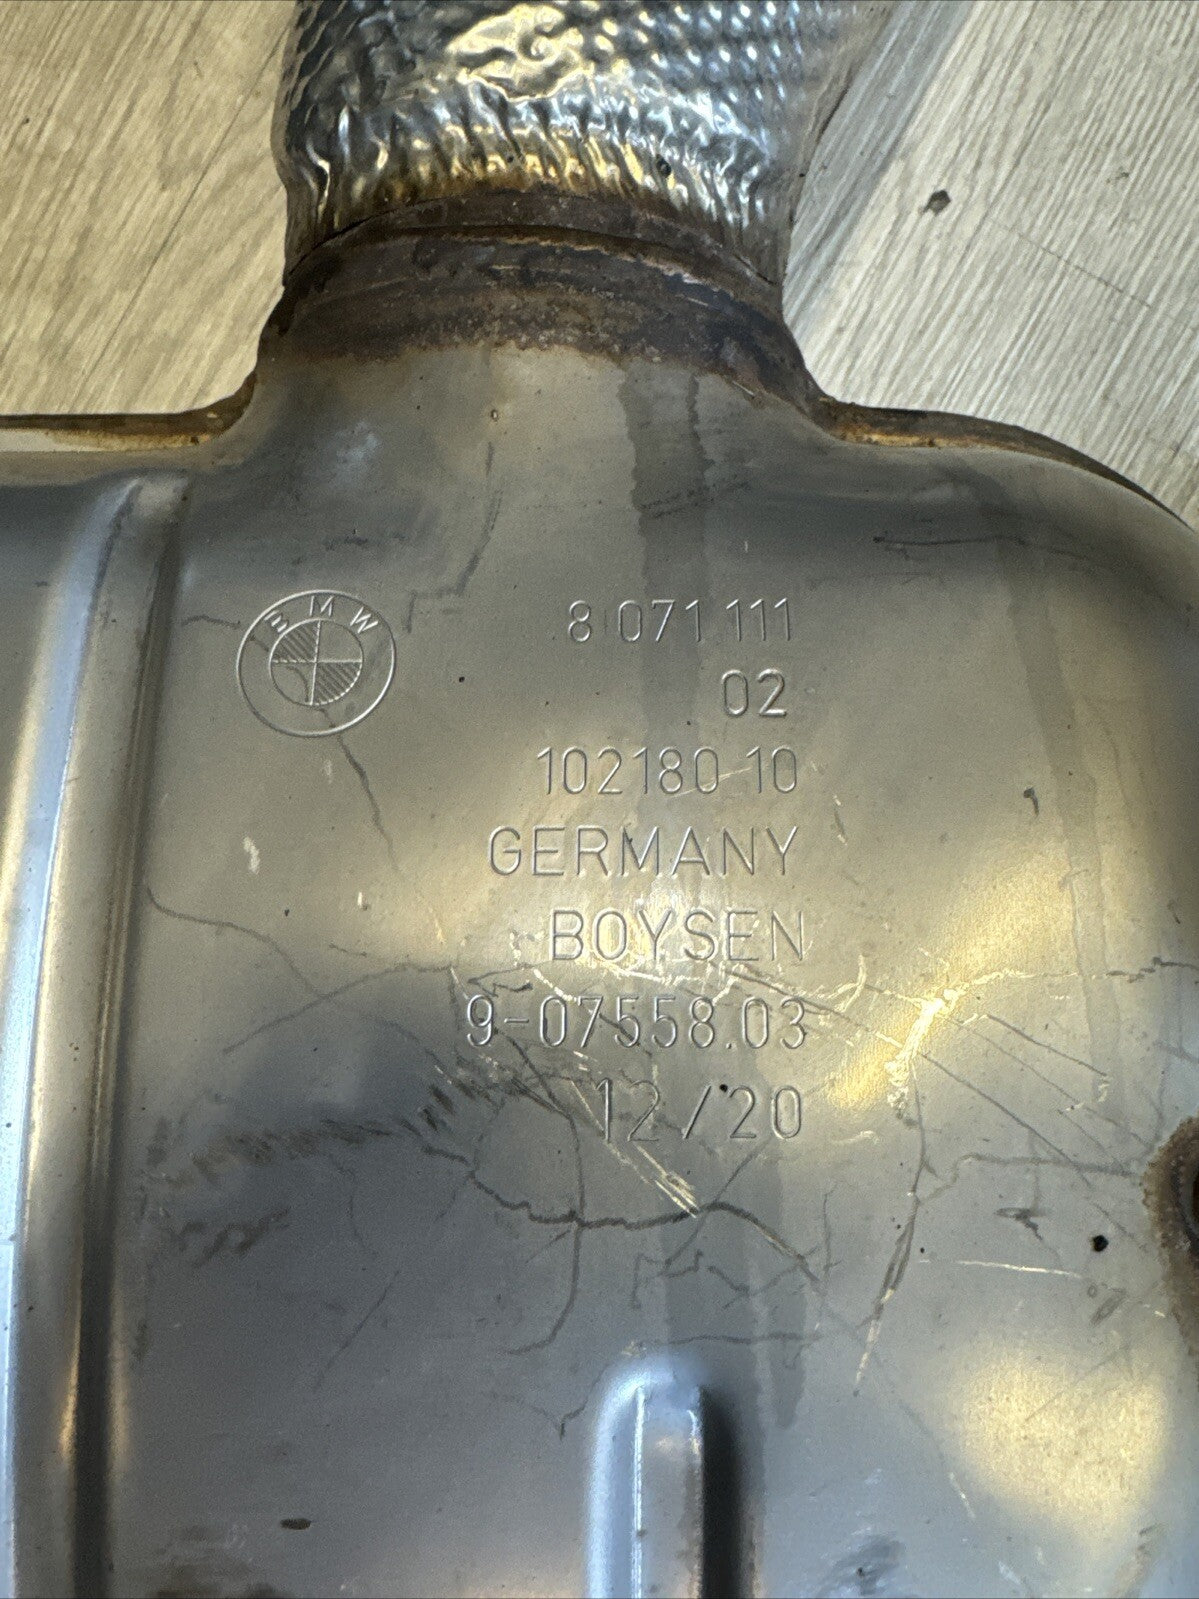 BMW
8 071 111
02
102180 10
GERMANY
BOYSEN
9-07558.03
12/20